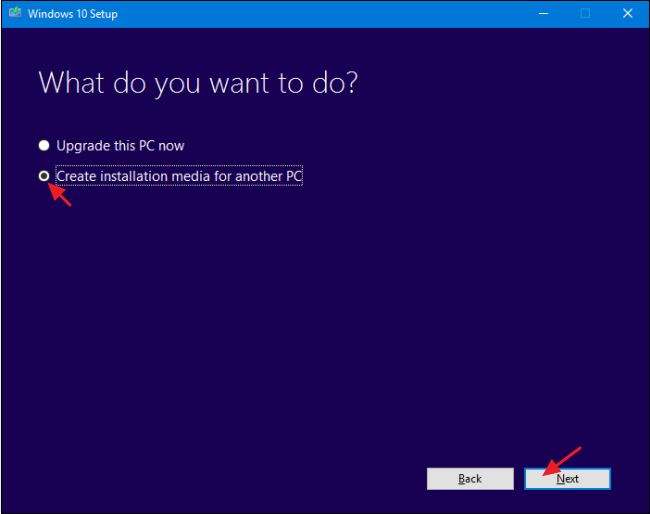 Windows 10 Setup
What do you want to do?
Upgrade this PC now
Create installation media for another PC
Back
Next